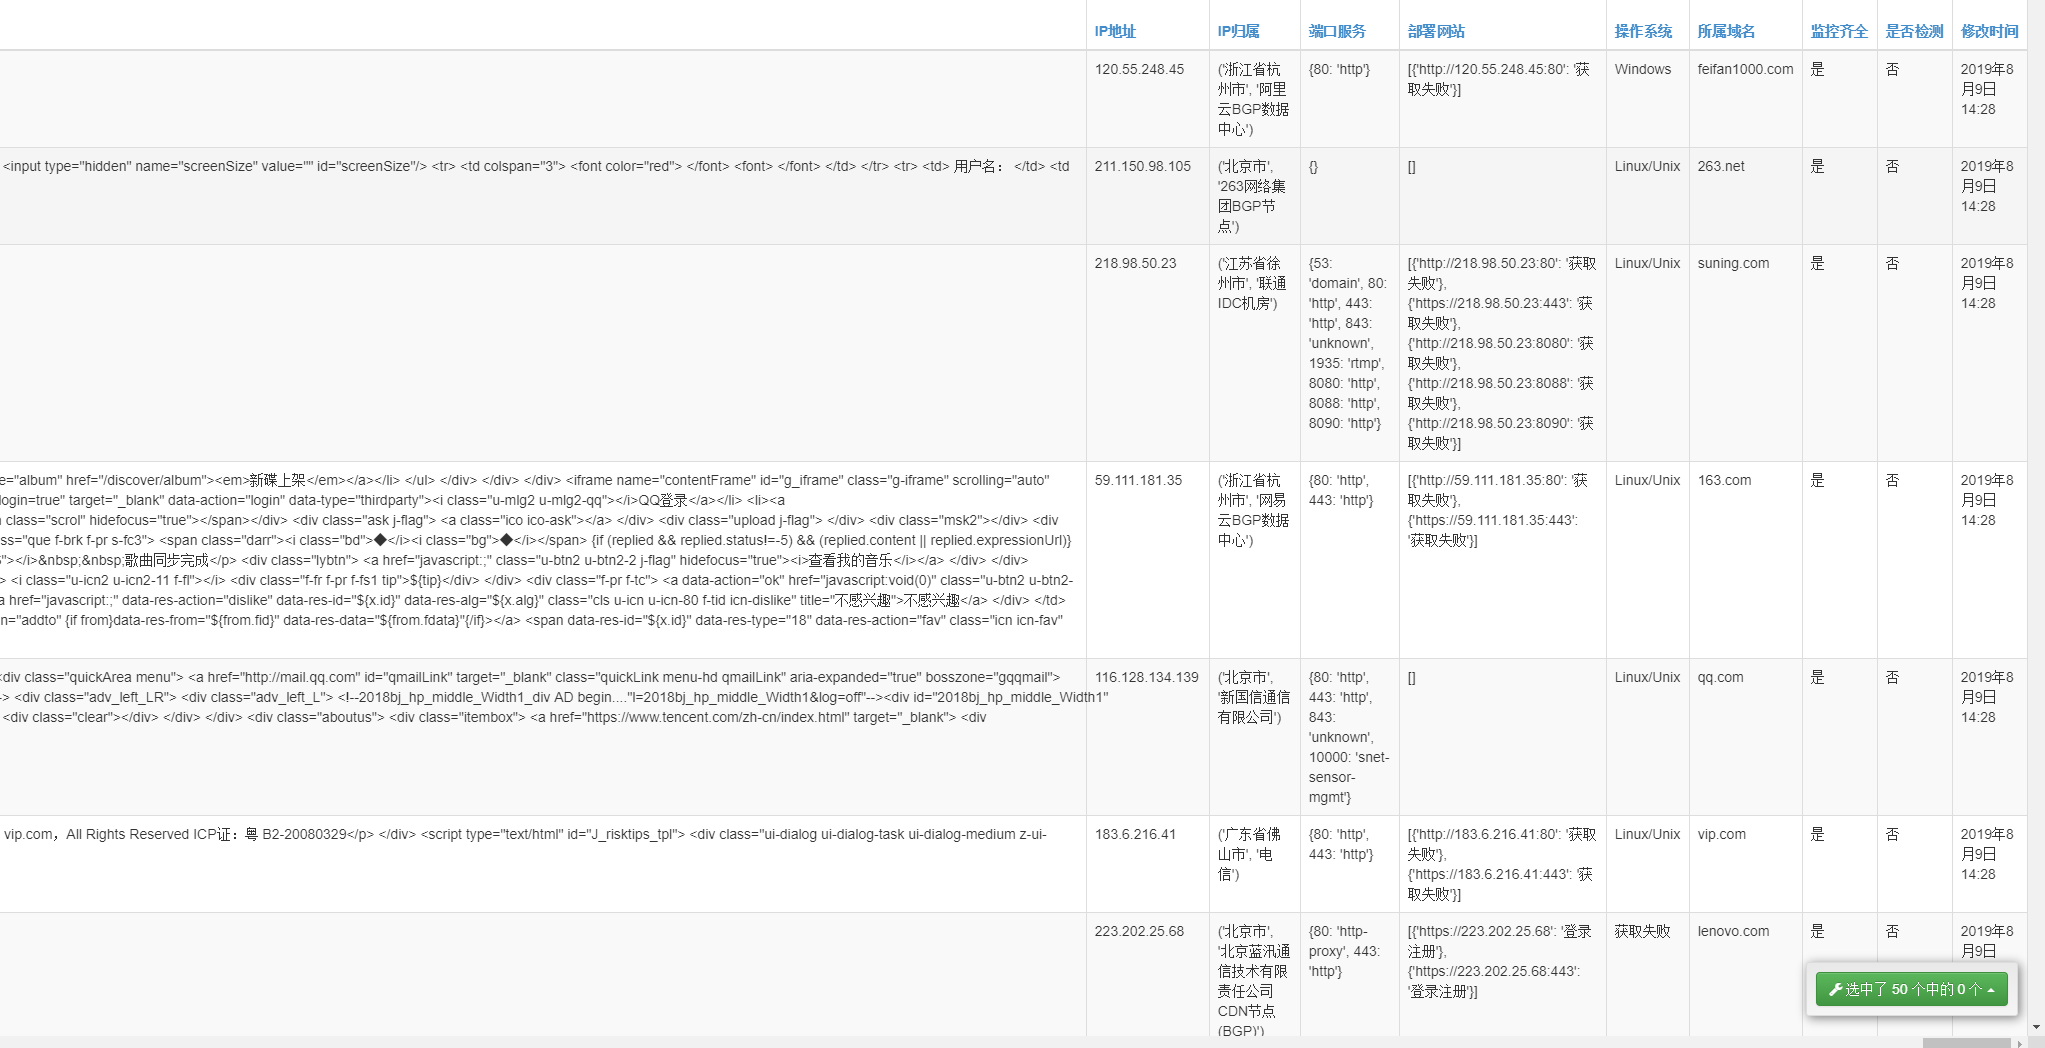 IP地址 IP归属 端口服务 部署网站 操作系统 所属域名 监控齐全 是否检测 修改时间
120.55.248.45
('浙江省杭
州市', '阿里
云BGP数据
中心')
{80: 'http'}
[{'http://120.55.248.45:80': '获
取失败'}]
Windows
feifan1000.com
是
否
2019年8
月9日
14:28
<input type="hidden" name="screenSize" value="" id="screenSize"/> <tr> <td colspan="3"> <font color="red"> </font> <font> </font> </td> </tr> <tr> <td> 用户名： </td> <td
211.150.98.105
('北京市',
'263网络集
团BGP节
点')
{}
[]
Linux/Unix
263.net
是
否
2019年8
月9日
14:28
218.98.50.23
('江苏省徐
州市', '联通
IDC机房')
{53:
'domain', 80:
'http', 443:
'http', 843:
'unknown',
1935: 'rtmp',
8080: 'http',
8088: 'http',
8090: 'http'}
[{'http://218.98.50.23:80': '获取
失败'},
{'https://218.98.50.23:443': '获
取失败'},
{'http://218.98.50.23:8080': '获
取失败'},
{'http://218.98.50.23:8088': '获
取失败'},
{'http://218.98.50.23:8090': '获
取失败'}]
Linux/Unix
suning.com
是
否
2019年8
月9日
14:28
e="album" href="/discover/album"><em>新碟上架</em></a></li> </ul> </div> </div> </div> <iframe name="contentFrame" id="g_iframe" class="g-iframe" scrolling="auto"
login=true" target="_blank" data-action="login" data-type="thirdparty"><i class="u-mlg2 u-mlg2-qq"></i>QQ登录</a></li> <li><a
class="scrol" hidefocus="true"></span></div> <div class="ask j-flag"> <a class="ico ico-ask"></a> </div> <div class="upload j-flag"> </div> <div class="msk2"></div> <div
ss="que f-brk f-pr s-fc3"> <span class="darr"><i class="bd">◆</i><i class="bg">◆</i></span> {if (replied && replied.status!=-5) && (replied.content || replied.expressionUrl)}
"></i>&nbsp;&nbsp;歌曲同步完成</p> <div class="lybtn"> <a href="javascript:;" class="u-btn2 u-btn2-2 j-flag" hidefocus="true"><i>查看我的音乐</i></a> </div> </div>
> <i class="u-icn2 u-icn2-11 f-fl"></i> <div class="f-fr f-pr f-fs1 tip">${tip}</div> </div> <div class="f-pr f-tc"> <a data-action="ok" href="javascript:void(0)" class="u-btn2 u-btn2-
a href="javascript:;" data-res-action="dislike" data-res-id="${x.id}" data-res-alg="${x.alg}" class="cls u-icn u-icn-80 f-tid icn-dislike" title="不感兴趣">不感兴趣</a> </div> </td>
n="addto" {if from}data-res-from="${from.fid}" data-res-data="${from.fdata}"{/if}></a> <span data-res-id="${x.id}" data-res-type="18" data-res-action="fav" class="icn icn-fav"
59.111.181.35
('浙江省杭
州市', '网易
云BGP数据
中心')
{80: 'http',
443: 'http'}
[{'http://59.111.181.35:80': '获
取失败'},
{'https://59.111.181.35:443':
'获取失败'}]
Linux/Unix
163.com
是
否
2019年8
月9日
14:28
<div class="quickArea menu"> <a href="http://mail.qq.com" id="qmailLink" target="_blank" class="quickLink menu-hd qmailLink" aria-expanded="true" bosszone="gqqmail">
-> <div class="adv_left_LR"> <div class="adv_left_L"> <!--2018bj_hp_middle_Width1_div AD begin...."l=2018bj_hp_middle_Width1&log=off"--><div id="2018bj_hp_middle_Width1"
<div class="clear"></div> </div> </div> <div class="aboutus"> <div class="itembox"> <a href="https://www.tencent.com/zh-cn/index.html" target="_blank"> <div
116.128.134.139
('北京市',
'新国信通信
有限公司')
{80: 'http',
443: 'http',
843:
'unknown',
10000: 'snet-
sensor-
mgmt'}
[]
Linux/Unix
qq.com
是
否
2019年8
月9日
14:28
vip.com，All Rights Reserved ICP证：粤 B2-20080329</p> </div> <script type="text/html" id="J_risktips_tpl"> <div class="ui-dialog ui-dialog-task ui-dialog-medium z-ui-
183.6.216.41
('广东省佛
山市', '电
信')
{80: 'http',
443: 'http'}
[{'http://183.6.216.41:80': '获取
失败'},
{'https://183.6.216.41:443': '获
取失败'}]
Linux/Unix
vip.com
是
否
2019年8
月9日
14:28
223.202.25.68
('北京市',
'北京蓝汛通
信技术有限
责任公司
CDN节点
(BGP)')
{80: 'http-
proxy', 443:
'http'}
[{'https://223.202.25.68': '登录
注册'},
{'https://223.202.25.68:443':
'登录注册'}]
获取失败
lenovo.com
是
否
2019年8
月9日
选中了 50 个中的 0 个